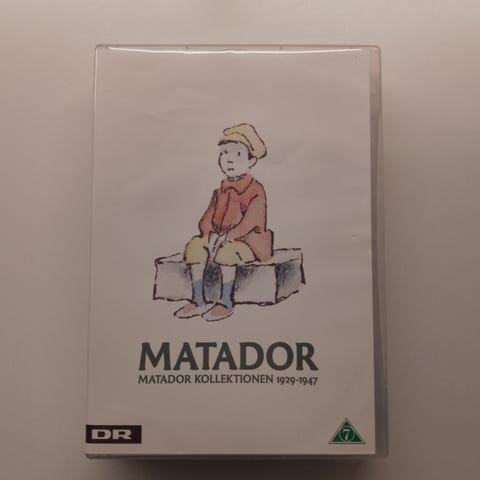 MATADOR
MATADOR KOLLEKTIONEN 1929-1947
DR
7